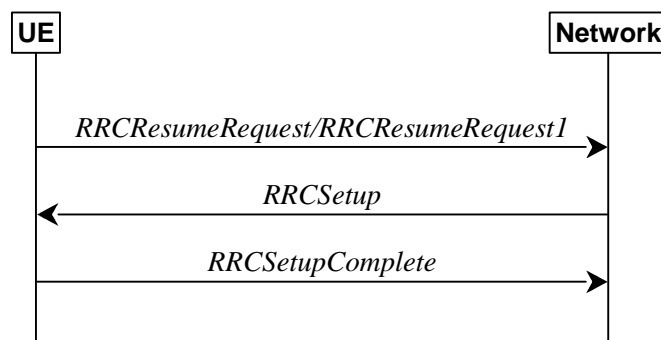 UE
Network
RRCResumeRequest/RRCResumeRequest1
RRCSetup
RRCSetupComplete